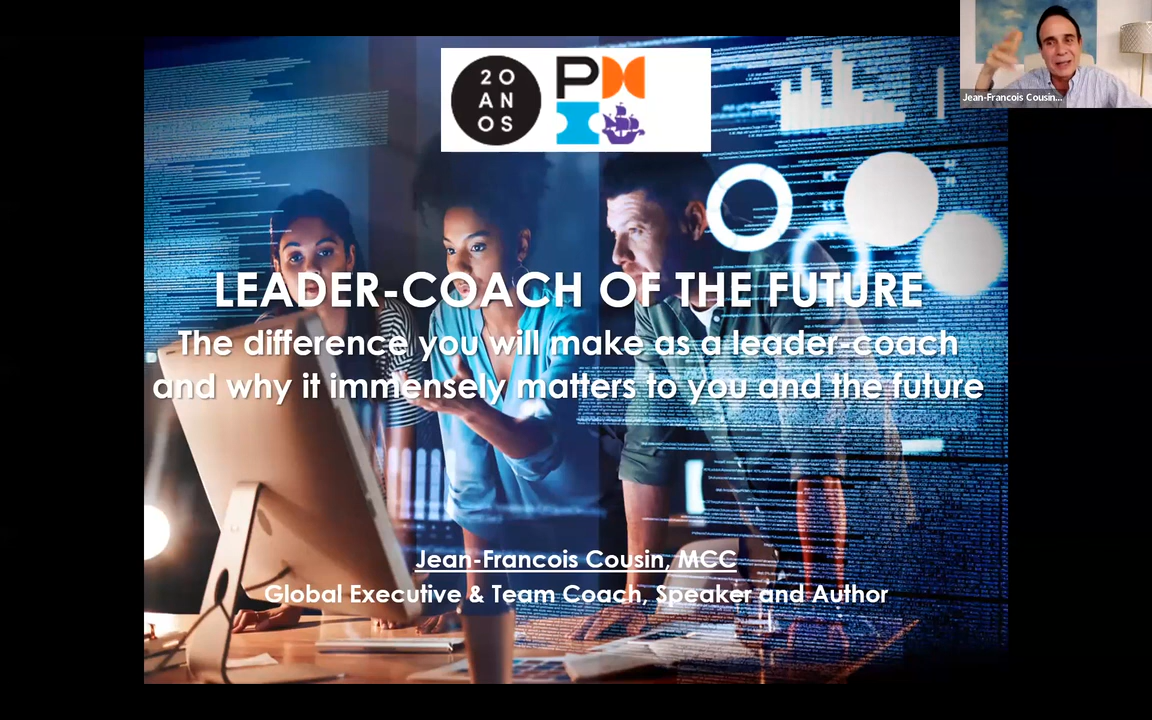 20
AN
OS
PMI
LEADER-COACH OF THE FUTURE
The difference you will make as a leader-coach
and why it immensely matters to you and the future
Jean-Francois Cousin, MCC
Global Executive & Team Coach, Speaker and Author
Jean-Francois Cousin...